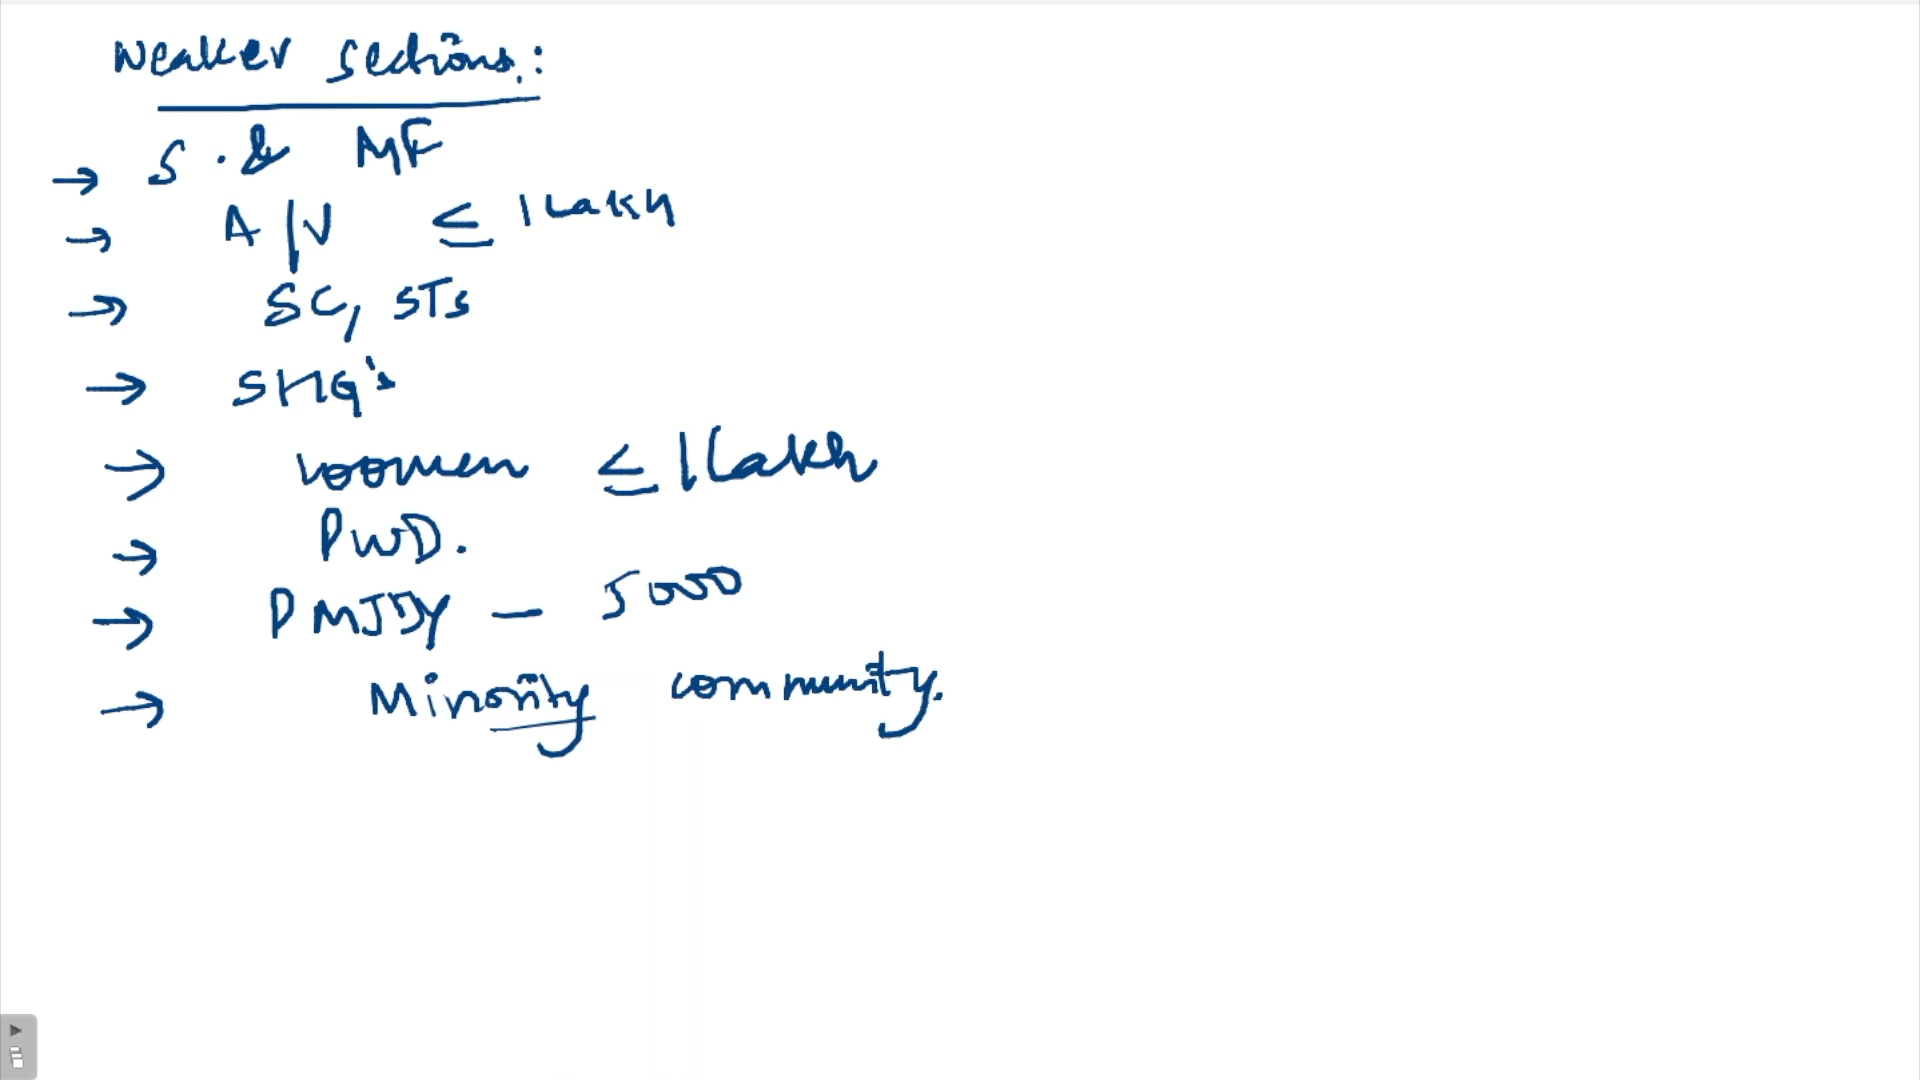 Weaker sections:
→ S. & MF
→ A/V ≤ 1 Lakh
→ SC, STs
→ SHG's
→ women ≤ 1 Lakh
→ PWD.
→ PMJDY - 5000
→ Minority community.